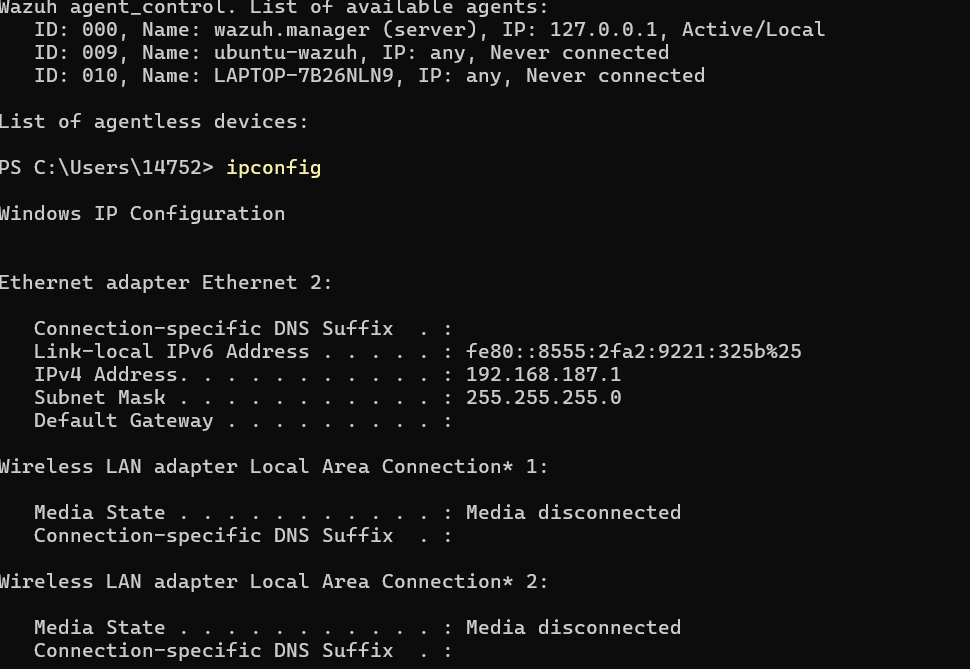 Wazuh agent_control. List of available agents:
   ID: 000, Name: wazuh.manager (server), IP: 127.0.0.1, Active/Local
   ID: 009, Name: ubuntu-wazuh, IP: any, Never connected
   ID: 010, Name: LAPTOP-7B26NLN9, IP: any, Never connected
List of agentless devices:
PS C:\Users\14752> ipconfig
Windows IP Configuration
Ethernet adapter Ethernet 2:
   Connection-specific DNS Suffix  . :
   Link-local IPv6 Address . . . . . : fe80::8555:2fa2:9221:325b%25
   IPv4 Address. . . . . . . . . . . : 192.168.187.1
   Subnet Mask . . . . . . . . . . . : 255.255.255.0
   Default Gateway . . . . . . . . . :
Wireless LAN adapter Local Area Connection* 1:
   Media State . . . . . . . . . . . : Media disconnected
   Connection-specific DNS Suffix  . :
Wireless LAN adapter Local Area Connection* 2:
   Media State . . . . . . . . . . . : Media disconnected
   Connection-specific DNS Suffix  . :